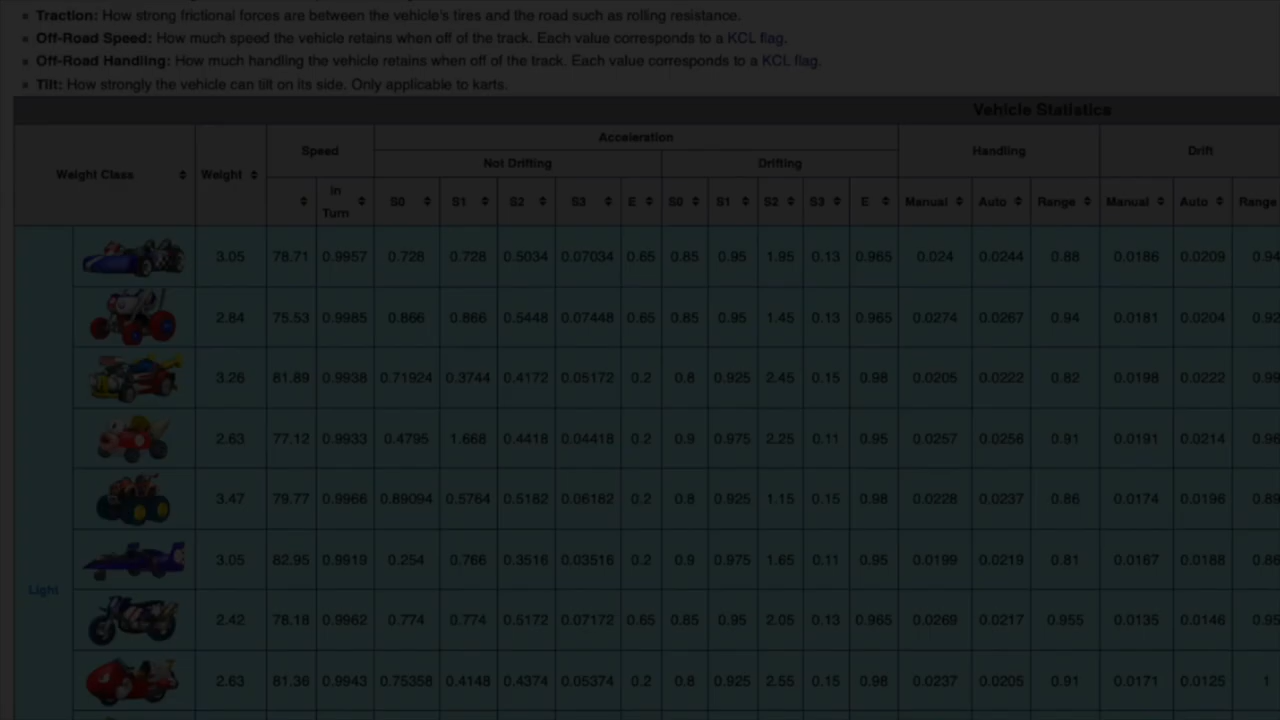 Traction: How strong frictional forces are between the vehicle's tires and the road such as rolling resistance.
Off-Road Speed: How much speed the vehicle retains when off of the track. Each value corresponds to a KCL flag.
Off-Road Handling: How much handling the vehicle retains when off of the track. Each value corresponds to a KCL flag.
Tilt: How strongly the vehicle can tilt on its side. Only applicable to karts.
Vehicle Statistics
Weight Class Weight Speed Acceleration Handling Drift
Not Drifting Drifting
In Turn S0 S1 S2 S3 E S0 S1 S2 S3 E Manual Auto Range Manual Auto Range
3.05 78.71 0.9957 0.728 0.728 0.5034 0.07034 0.65 0.85 0.95 1.95 0.13 0.965 0.024 0.0244 0.88 0.0186 0.0209 0.94
2.84 75.53 0.9985 0.866 0.866 0.5448 0.07448 0.65 0.85 0.95 1.45 0.13 0.965 0.0274 0.0267 0.94 0.0181 0.0204 0.92
3.26 81.89 0.9938 0.71924 0.3744 0.4172 0.05172 0.2 0.8 0.925 2.45 0.15 0.98 0.0205 0.0222 0.82 0.0198 0.0222
2.63 77.12 0.9933 0.4795 1.668 0.4418 0.04418 0.2 0.9 0.975 2.25 0.11 0.95 0.0257 0.0256 0.91 0.0191 0.0214
3.47 79.77 0.9966 0.89094 0.5764 0.5182 0.06182 0.2 0.8 0.925 1.15 0.15 0.98 0.0228 0.0237 0.86 0.0174 0.0196
3.05 82.95 0.9919 0.254 0.766 0.3516 0.03516 0.2 0.9 0.975 1.65 0.11 0.95 0.0199 0.0219 0.81 0.0167 0.0188
Light
2.42 78.18 0.9962 0.774 0.774 0.5172 0.07172 0.65 0.85 0.95 2.05 0.13 0.965 0.0269 0.0217 0.955 0.0135 0.0146 0.95
2.63 81.36 0.9943 0.75358 0.4148 0.4374 0.05374 0.2 0.8 0.925 2.55 0.15 0.98 0.0237 0.0205 0.91 0.0171 0.0125 1